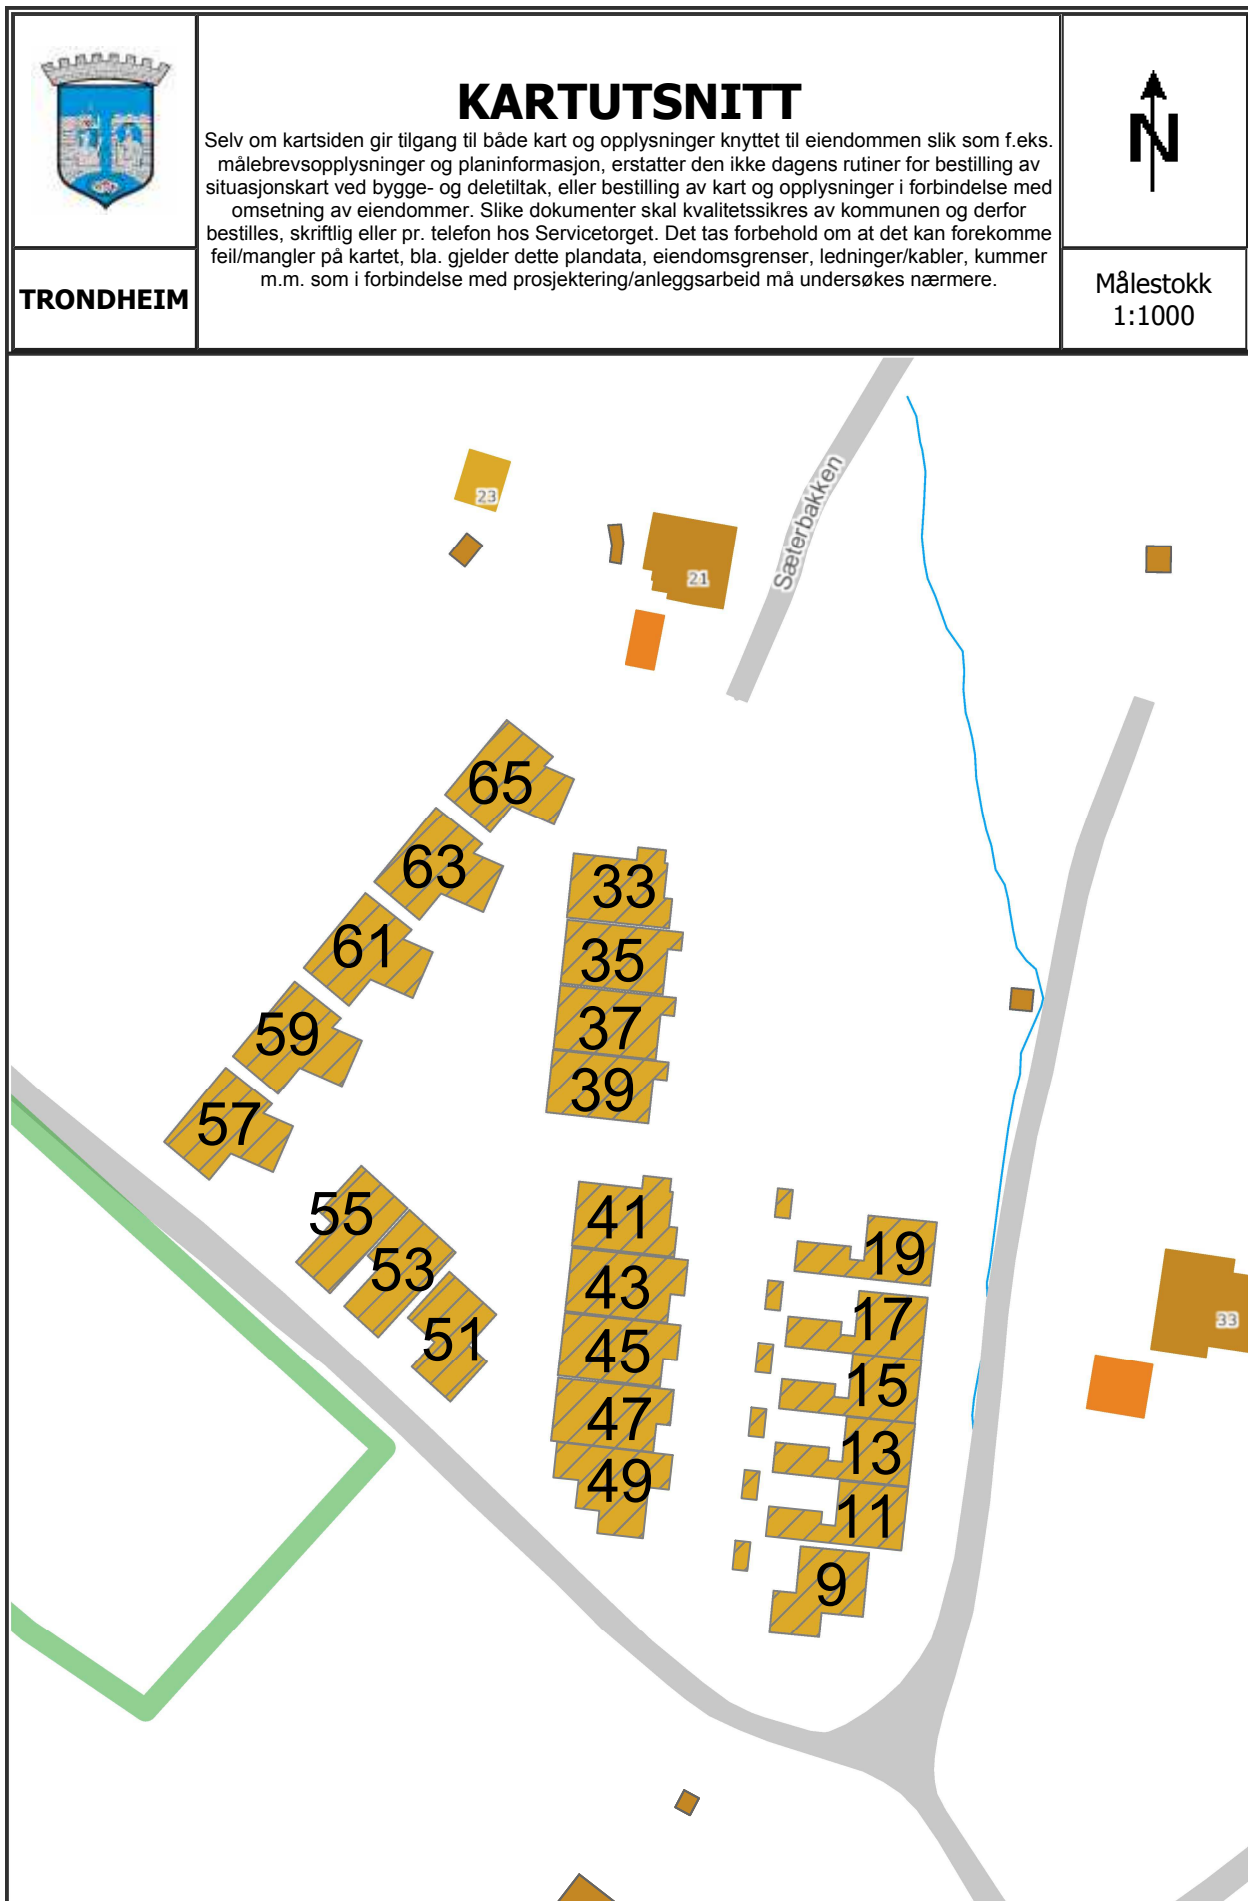 KARTUTSNITT
Selv om kartsiden gir tilgang til både kart og opplysninger knyttet til eiendommen slik som f.eks.
målebrevsopplysninger og planinformasjon, erstatter den ikke dagens rutiner for bestilling av
situasjonskart ved bygge- og deletiltak, eller bestilling av kart og opplysninger i forbindelse med
omsetning av eiendommer. Slike dokumenter skal kvalitetssikres av kommunen og derfor
bestilles, skriftlig eller pr. telefon hos Servicetorget. Det tas forbehold om at det kan forekomme
feil/mangler på kartet, bla. gjelder dette plandata, eiendomsgrenser, ledninger/kabler, kummer
m.m. som i forbindelse med prosjektering/anleggsarbeid må undersøkes nærmere.
TRONDHEIM
N
Målestokk
1:1000
Sæterbakken
23
21
65
63
61
59
57
55
53
51
33
35
37
39
41
43
45
47
49
19
17
15
13
11
9
33